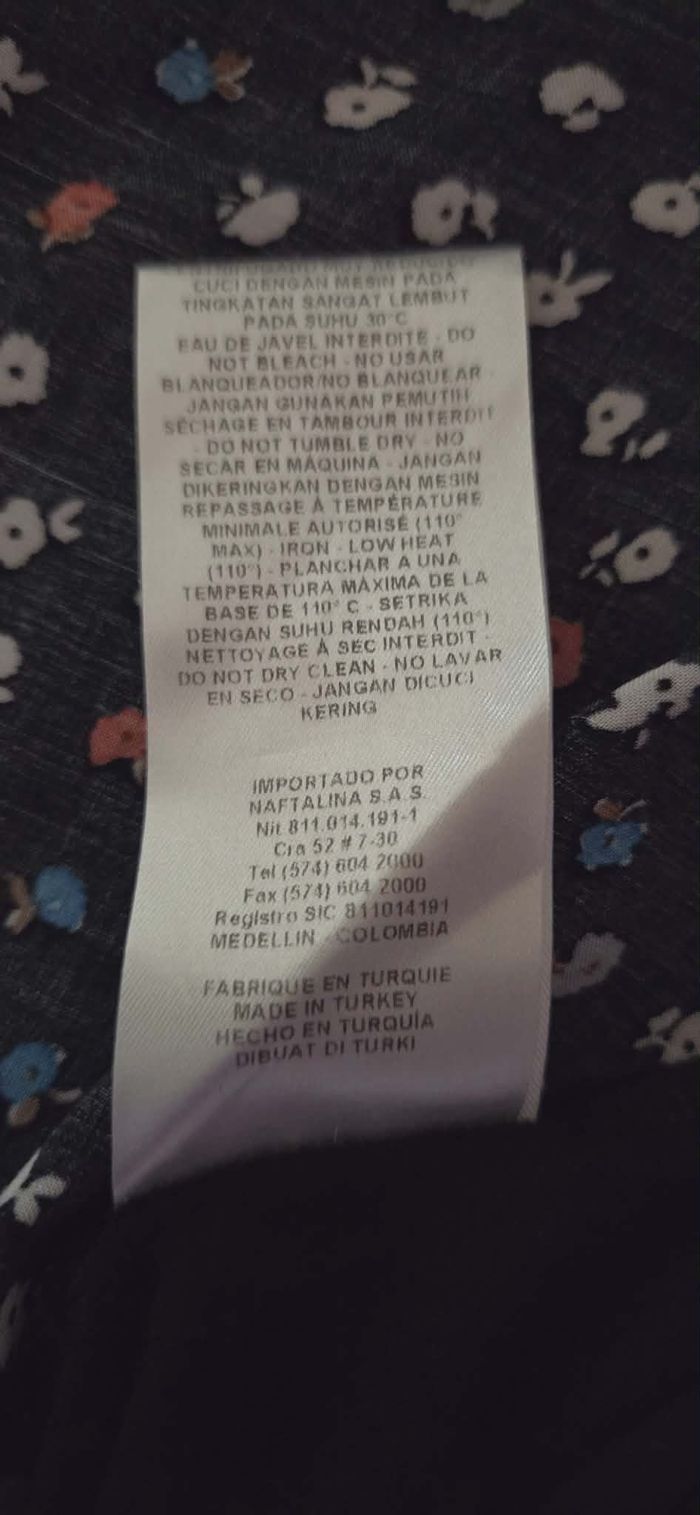 CUCI DENGAN MESIN PADA
TINGKATAN SANGAT LEMBUT
PADA SUHU 30°C
EAU DE JAVEL INTERDITE - DO
NOT BLEACH - NO USAR
BLANQUEADOR/NO BLANQUEAR -
JANGAN GUNAKAN PEMUTIH
SÉCHAGE EN TAMBOUR INTERDIT
- DO NOT TUMBLE DRY - NO
SECAR EN MÁQUINA - JANGAN
DIKERINGKAN DENGAN MESIN
REPASSAGE À TEMPÉRATURE
MINIMALE AUTORISÉ (110°
MAX) - IRON - LOW HEAT
(110°) - PLANCHAR A UNA
TEMPERATURA MÁXIMA DE LA
BASE DE 110° C - SETRIKA
DENGAN SUHU RENDAH (110°)
NETTOYAGE À SEC INTERDIT -
DO NOT DRY CLEAN - NO LAVAR
EN SECO - JANGAN DICUCI
KERING
IMPORTADO POR
NAFTALINA S.A.S.
Nit 811.014.191-1
Cra 52 # 7-30
Tel (574) 604 2000
Fax (574) 604 2000
Registro SIC 811014191
MEDELLIN - COLOMBIA
FABRIQUE EN TURQUIE
MADE IN TURKEY
HECHO EN TURQUÍA
DIBUAT DI TURKI